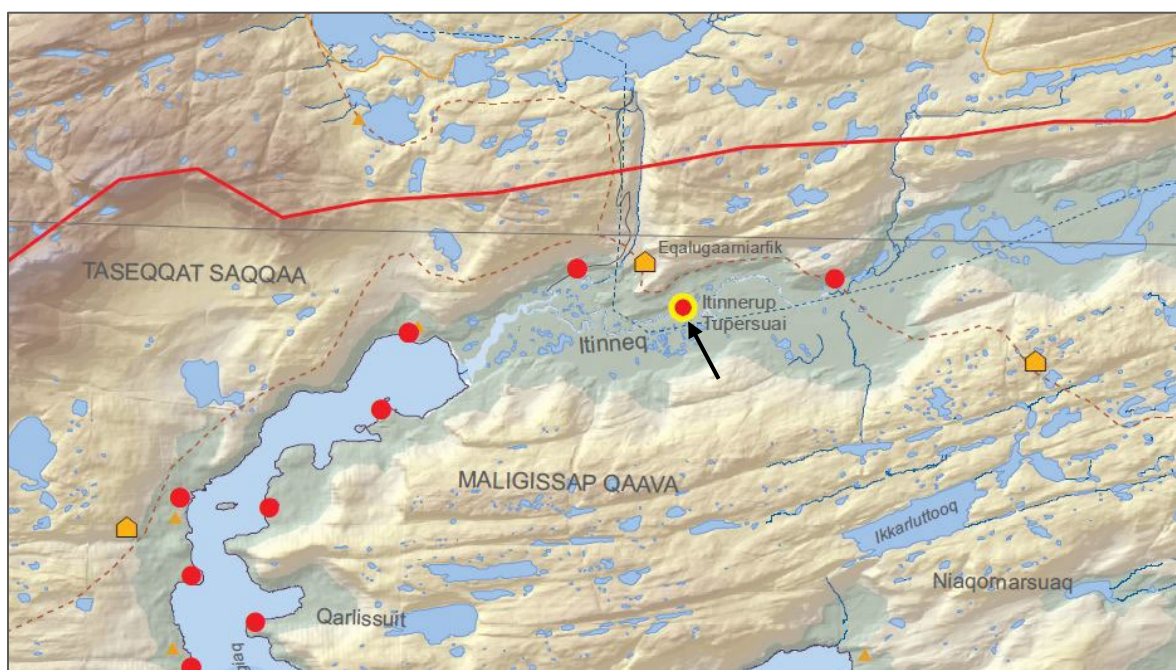 Eqalugaarniarfik
TASEQQAT SAQQAA
Itinnerup
Tupersuai
Itinneq
MALIGISSAP QAAVA
Ikkarluttooq
Niaqornarsuaq
Qarlissuit